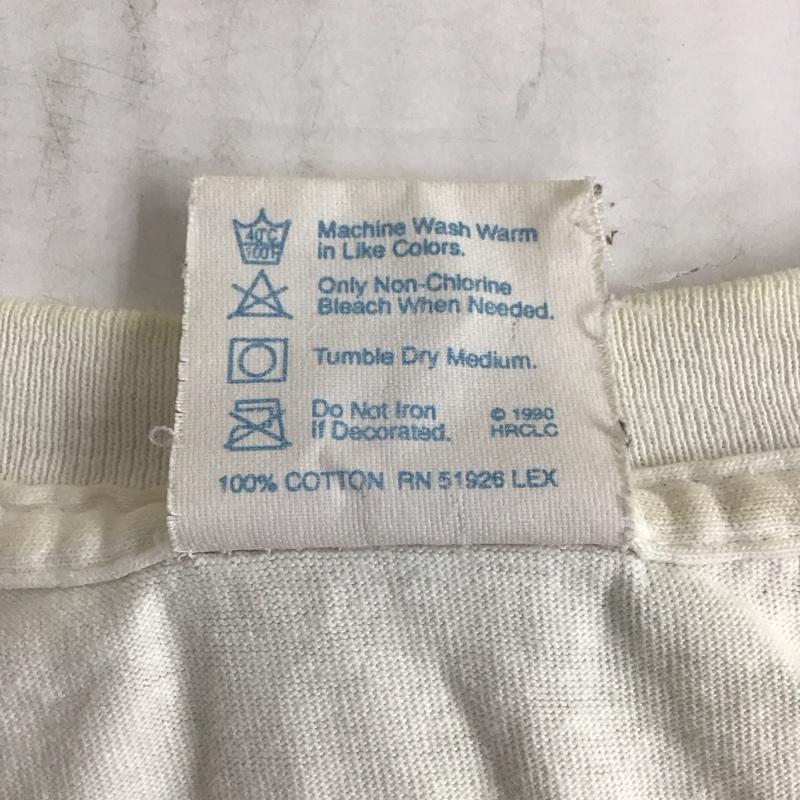 40°C
100F
Machine Wash Warm
in Like Colors.
Only Non-Chlorine
Bleach When Needed.
Tumble Dry Medium.
Do Not Iron
If Decorated.
© 1990
HRCLC
100% COTTON RN 51926 LEX